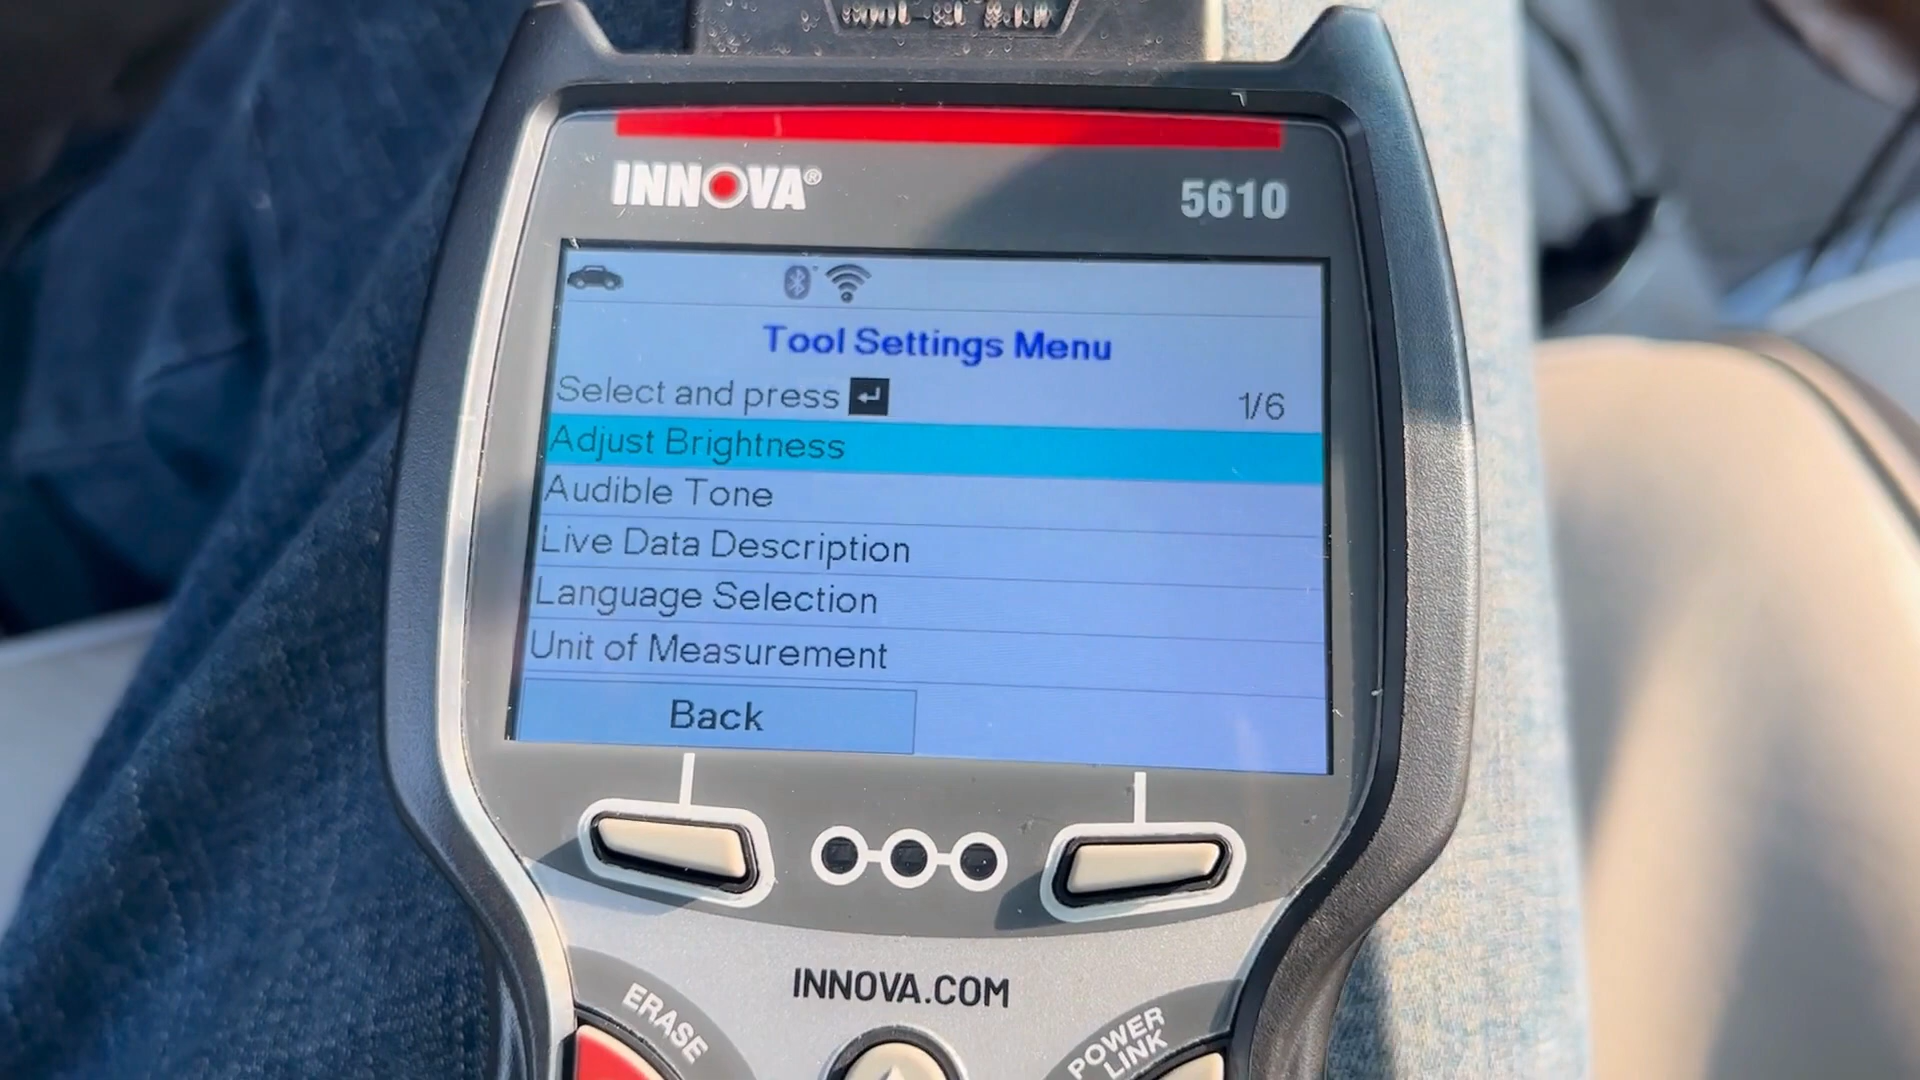 INNOVA®
5610
Tool Settings Menu
Select and press
1/6
Adjust Brightness
Audible Tone
Live Data Description
Language Selection
Unit of Measurement
Back
INNOVA.COM
ERASE
POWER
LINK